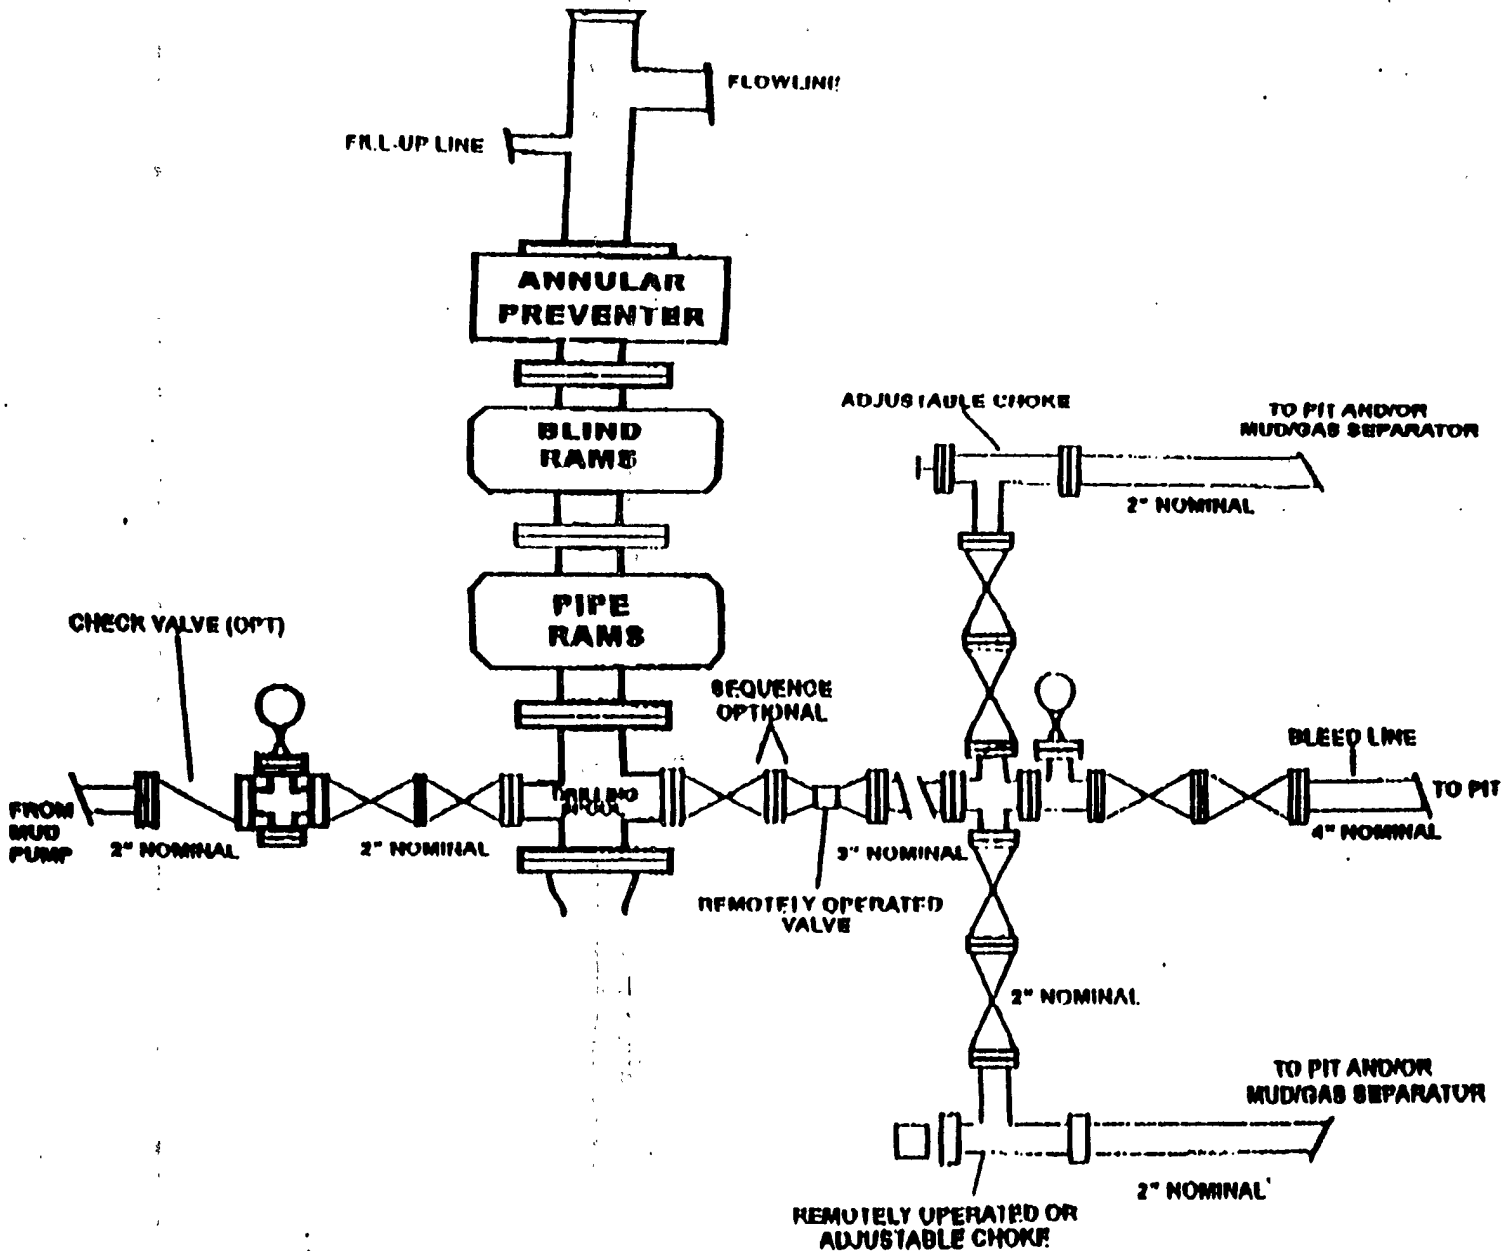 FLOWLINE
FILL-UP LINE
ANNULAR
PREVENTER
BLIND
RAMS
PIPE
RAMS
ADJUSTABLE CHOKE
TO PIT AND/OR
MUD/GAS SEPARATOR
2" NOMINAL
CHECK VALVE (OPT)
SEQUENCE
OPTIONAL
BLEED LINE
TO PIT
4" NOMINAL
FROM
MUD
PUMP
2" NOMINAL
2" NOMINAL
DRILLING
SPOOL
3" NOMINAL
REMOTELY OPERATED
VALVE
2" NOMINAL
TO PIT AND/OR
MUD/GAS SEPARATOR
2" NOMINAL
REMOTELY OPERATED OR
ADJUSTABLE CHOKE